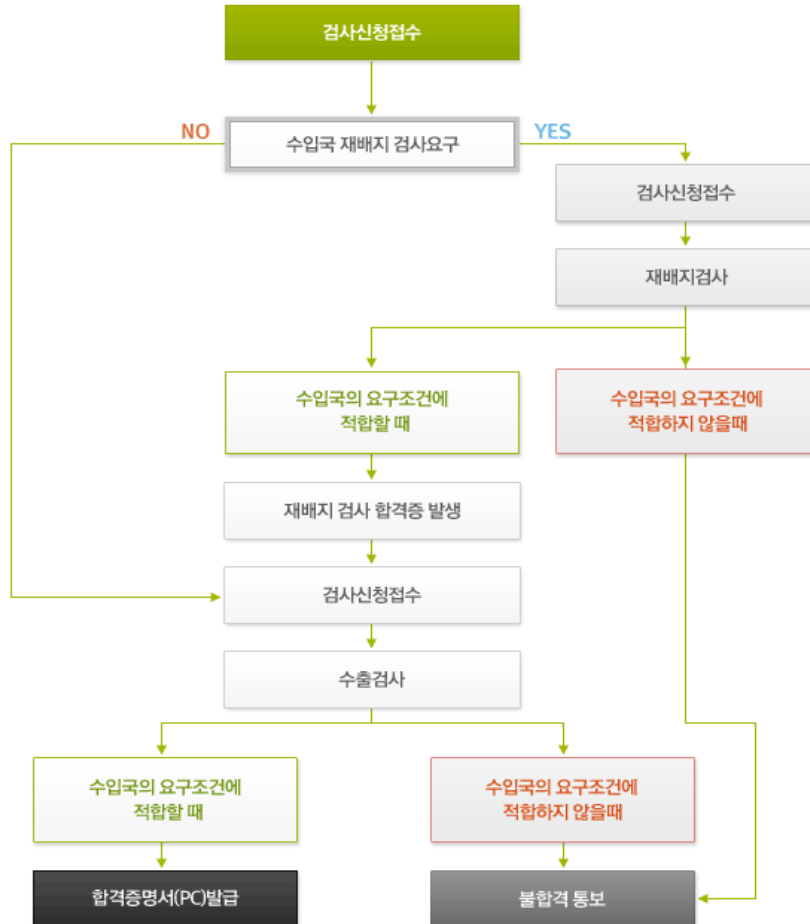 검사신청접수
NO
수입국 재배지 검사요구
YES
검사신청접수
재배지검사
수입국의 요구조건에
적합할 때
수입국의 요구조건에
적합하지 않을때
재배지 검사 합격증 발생
검사신청접수
수출검사
수입국의 요구조건에
적합할 때
수입국의 요구조건에
적합하지 않을때
합격증명서(PC)발급
불합격 통보